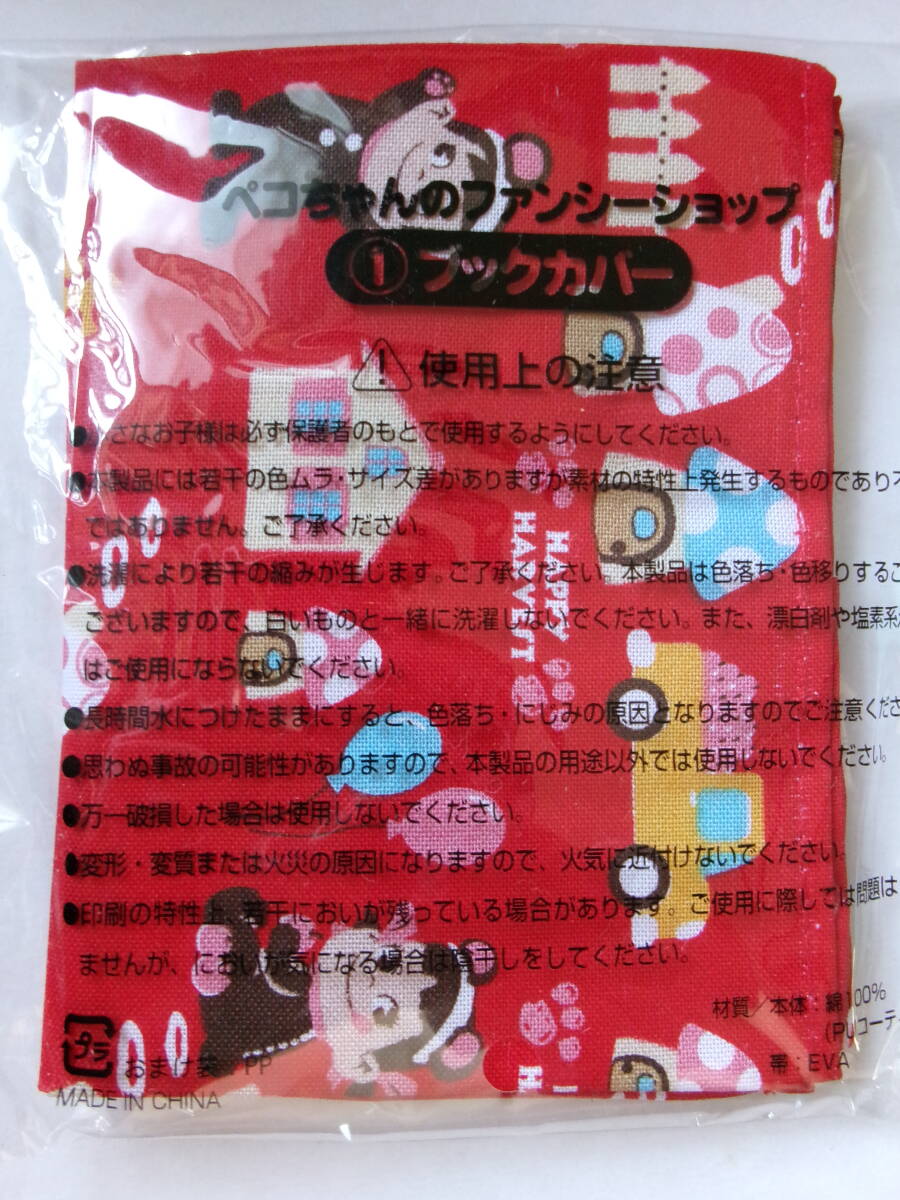 ペコちゃんのファンシーショップ
① ブックカバー
使用上の注意
●小さなお子様は必ず保護者のもとで使用するようにしてください。
●本製品には若干の色ムラ・サイズ差がありますが素材の特性上発生するものであり不
ではありません。ご了承ください。
●洗濯により若干の縮みが生じます。ご了承ください。本製品は色落ち・色移りするこ
ございますので、白いものと一緒に洗濯しないでください。また、漂白剤や塩素系
はご使用にならないでください。
●長時間水につけたままにすると、色落ち・にじみの原因となりますのでご注意くださ
●思わぬ事故の可能性がありますので、本製品の用途以外では使用しないでください。
●万一破損した場合は使用しないでください。
●変形・変質または火災の原因になりますので、火気に近付けないでください。
●印刷の特性上、若干においが残っている場合があります。ご使用に際しては問題は
ませんが、においが気になる場合は陰干しをしてください。
材質／本体：綿100%
(PUコーテ
帯：EVA
プラ
おまけ袋：PP
MADE IN CHINA
HAPPY
HARVEST